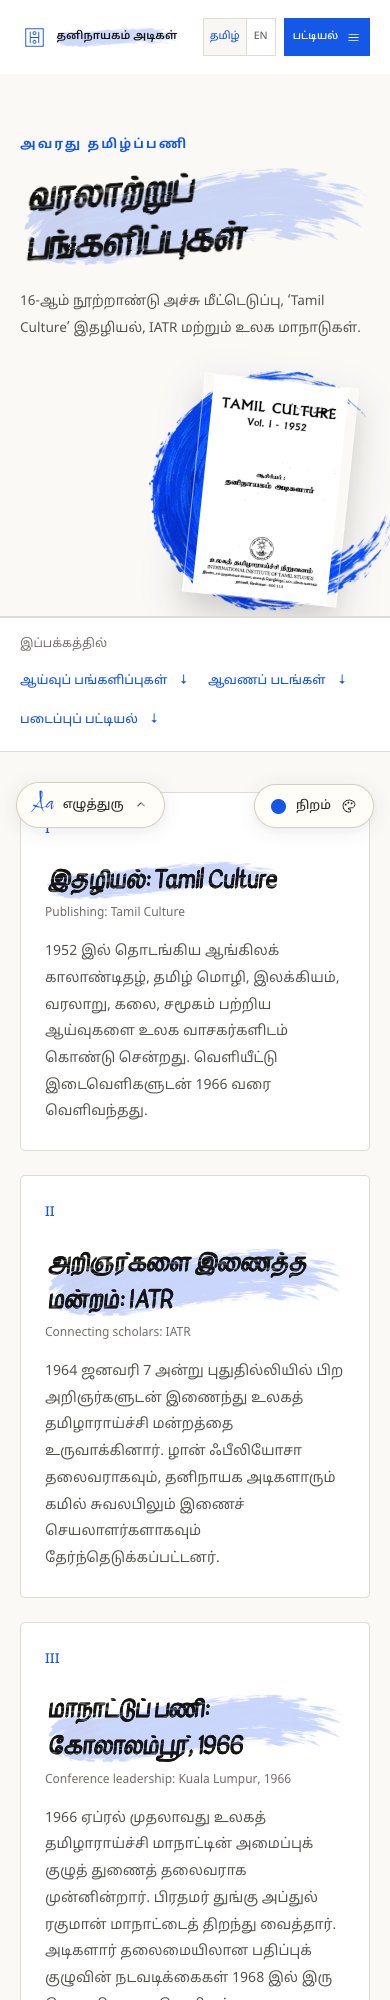 தனிநாயகம் அடிகள்
தமிழ் EN பட்டியல்
அவரது தமிழ்ப்பணி
வரலாற்றுப்
பங்களிப்புகள்
16-ஆம் நூற்றாண்டு அச்சு மீட்டெடுப்பு, ‘Tamil
Culture’ இதழியல், IATR மற்றும் உலக மாநாடுகள்.
TAMIL CULTURE
Vol. I - 1952
ஆசிரியர் :
தனிநாயகம் அடிகளார்
உலகத் தமிழாராய்ச்சி நிறுவனம்
INTERNATIONAL INSTITUTE OF TAMIL STUDIES
இப்பக்கத்தில்
ஆய்வுப் பங்களிப்புகள் ↓ ஆவணப் படங்கள் ↓
படைப்புப் பட்டியல் ↓
Aa எழுத்துரு நிறம்
இதழியல்: Tamil Culture
Publishing: Tamil Culture
1952 இல் தொடங்கிய ஆங்கிலக்
காலாண்டிதழ், தமிழ் மொழி, இலக்கியம்,
வரலாறு, கலை, சமூகம் பற்றிய
ஆய்வுகளை உலக வாசகர்களிடம்
கொண்டு சென்றது. வெளியீட்டு
இடைவெளிகளுடன் 1966 வரை
வெளிவந்தது.
II
அறிஞர்களை இணைத்த
மன்றம்: IATR
Connecting scholars: IATR
1964 ஜனவரி 7 அன்று புதுதில்லியில் பிற
அறிஞர்களுடன் இணைந்து உலகத்
தமிழாராய்ச்சி மன்றத்தை
உருவாக்கினார். ழான் ஃபீலியோசா
தலைவராகவும், தனிநாயக அடிகளாரும்
கமில் சுவலபிலும் இணைச்
செயலாளர்களாகவும்
தேர்ந்தெடுக்கப்பட்டனர்.
III
மாநாட்டுப் பணி:
கோலாலம்பூர், 1966
Conference leadership: Kuala Lumpur, 1966
1966 ஏப்ரல் முதலாவது உலகத்
தமிழாராய்ச்சி மாநாட்டின் அமைப்புக்
குழுத் துணைத் தலைவராக
முன்னின்றார். பிரதமர் துங்கு அப்துல்
ரகுமான் மாநாட்டைத் திறந்து வைத்தார்.
அடிகளார் தலைமையிலான பதிப்புக்
குழுவின் நடவடிக்கைகள் 1968 இல் இரு